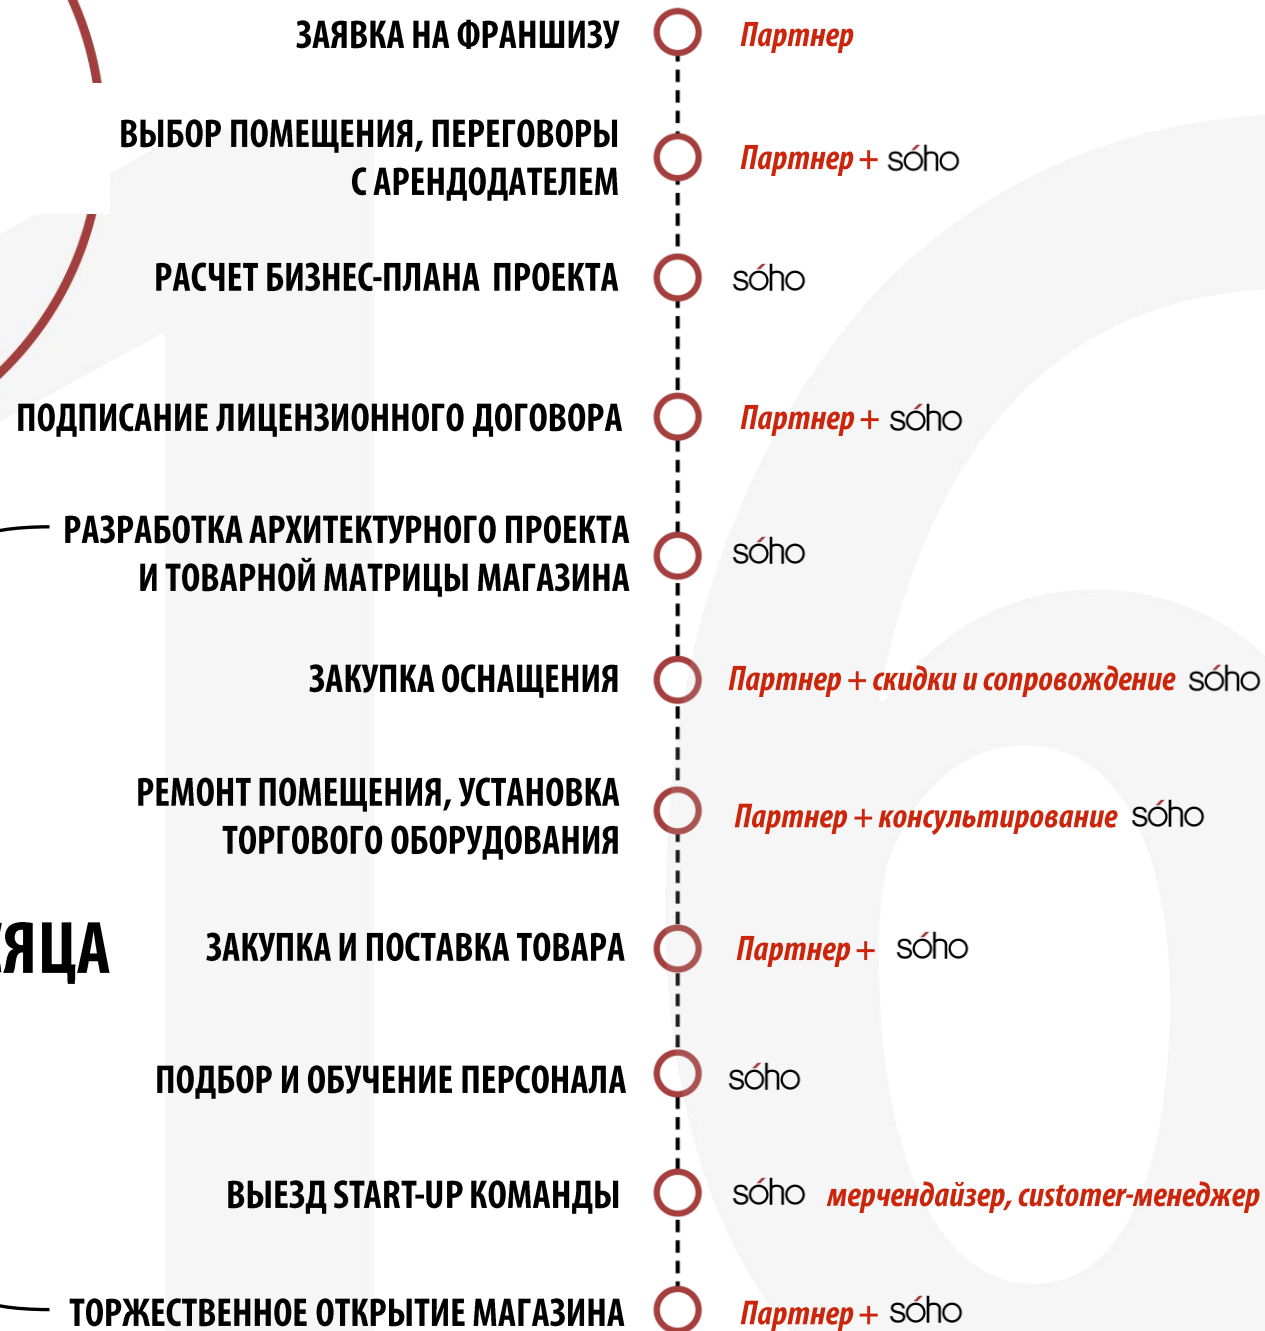 ЗАЯВКА НА ФРАНШИЗУ Партнер
ВЫБОР ПОМЕЩЕНИЯ, ПЕРЕГОВОРЫ
С АРЕНДОДАТЕЛЕМ
Партнер + sóho
РАСЧЕТ БИЗНЕС-ПЛАНА ПРОЕКТА sóho
ПОДПИСАНИЕ ЛИЦЕНЗИОННОГО ДОГОВОРА Партнер + sóho
РАЗРАБОТКА АРХИТЕКТУРНОГО ПРОЕКТА
И ТОВАРНОЙ МАТРИЦЫ МАГАЗИНА
sóho
ЗАКУПКА ОСНАЩЕНИЯ Партнер + скидки и сопровождение sóho
РЕМОНТ ПОМЕЩЕНИЯ, УСТАНОВКА
ТОРГОВОГО ОБОРУДОВАНИЯ
Партнер + консультирование sóho
ЗАКУПКА И ПОСТАВКА ТОВАРА Партнер + sóho
ПОДБОР И ОБУЧЕНИЕ ПЕРСОНАЛА sóho
ВЫЕЗД START-UP КОМАНДЫ sóho мерчендайзер, customer-менеджер
ТОРЖЕСТВЕННОЕ ОТКРЫТИЕ МАГАЗИНА Партнер + sóho
16